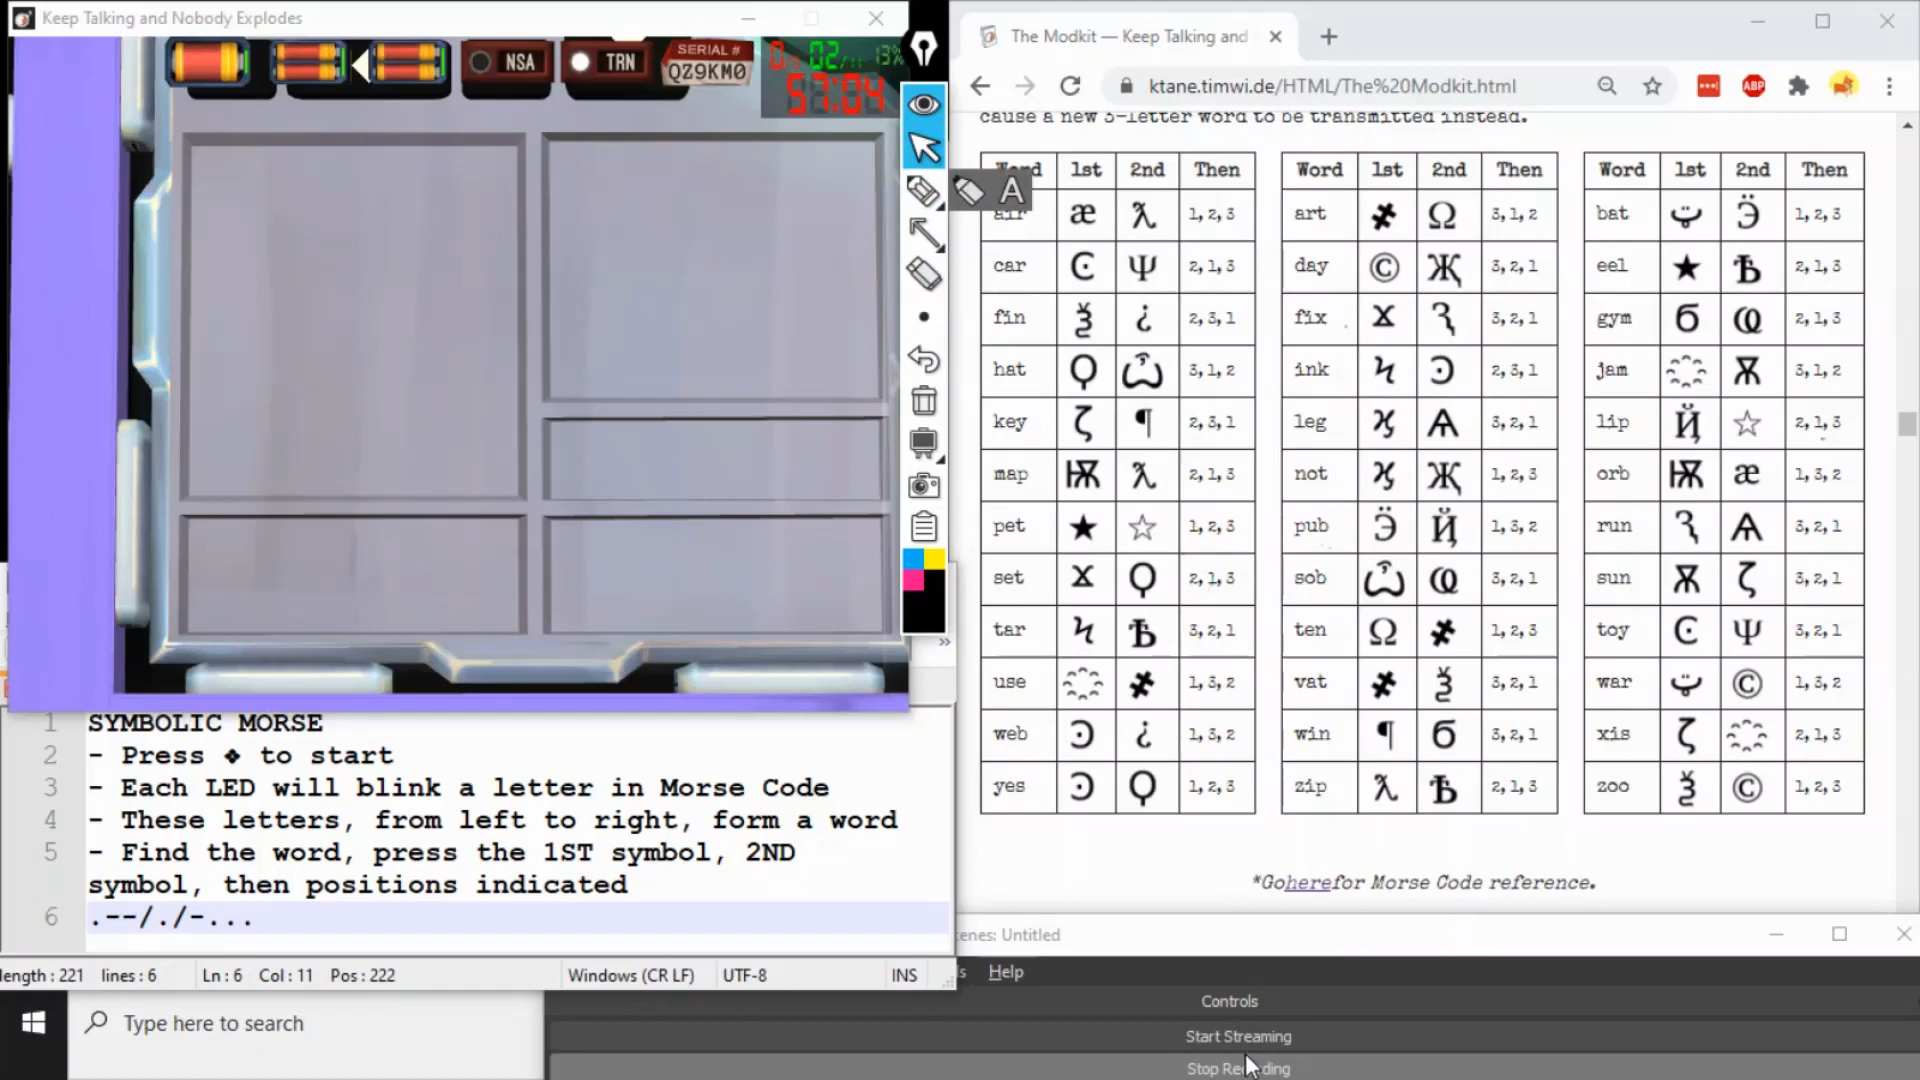 Keep Talking and Nobody Explodes
NSA
TRN
SERIAL #
QZ9KM0
13%
57:04
The Modkit — Keep Talking and
ktane.timwi.de/HTML/The%20Modkit.html
ABP
A
cause a new 3-letter word to be transmitted instead.
Word 1st 2nd Then
air æ ƛ 1, 2, 3
car Ͼ Ψ 2, 1, 3
fin Ѯ ¿ 2, 3, 1
hat Ϙ Ѽ 3, 1, 2
key ζ ¶ 2, 3, 1
map Ѭ ƛ 2, 1, 3
pet ★ ☆ 1, 2, 3
set Ӿ Ϙ 2, 1, 3
tar Ϟ Ѣ 3, 2, 1
use ҈ ҂ 1, 3, 2
web Ͽ ¿ 1, 3, 2
yes Ͽ Ϙ 1, 2, 3
Word 1st 2nd Then
art ҂ Ω 3, 1, 2
day © Җ 3, 2, 1
fix Ӿ Ԇ 3, 2, 1
ink Ϟ Ͽ 2, 3, 1
leg ϗ Ѧ 3, 2, 1
not ϗ Җ 1, 2, 3
pub Ӭ Ҋ 1, 3, 2
sob Ѽ Ҩ 3, 2, 1
ten Ω ҂ 1, 2, 3
vat ҂ Ѯ 3, 2, 1
win ¶ б 3, 2, 1
zip ƛ Ѣ 2, 1, 3
Word 1st 2nd Then
bat ټ Ӭ 1, 2, 3
eel ★ Ѣ 2, 1, 3
gym б Ҩ 2, 1, 3
jam ҈ Ѫ 3, 1, 2
lip Ҋ ☆ 2, 1, 3
orb Ѭ æ 1, 3, 2
run Ԇ Ѧ 3, 2, 1
sun Ѫ ζ 3, 2, 1
toy Ͼ Ψ 3, 2, 1
war ټ © 1, 3, 2
xis ζ ҈ 2, 1, 3
zoo Ѯ © 1, 2, 3
*Go here for Morse Code reference.
1 SYMBOLIC MORSE
2 - Press ❖ to start
3 - Each LED will blink a letter in Morse Code
4 - These letters, from left to right, form a word
5 - Find the word, press the 1ST symbol, 2ND
symbol, then positions indicated
6 .--/./-...
length : 221 lines : 6 Ln : 6 Col : 11 Pos : 222 Windows (CR LF) UTF-8 INS
cenes: Untitled
ls Help
Controls
Start Streaming
Stop Recording
Type here to search